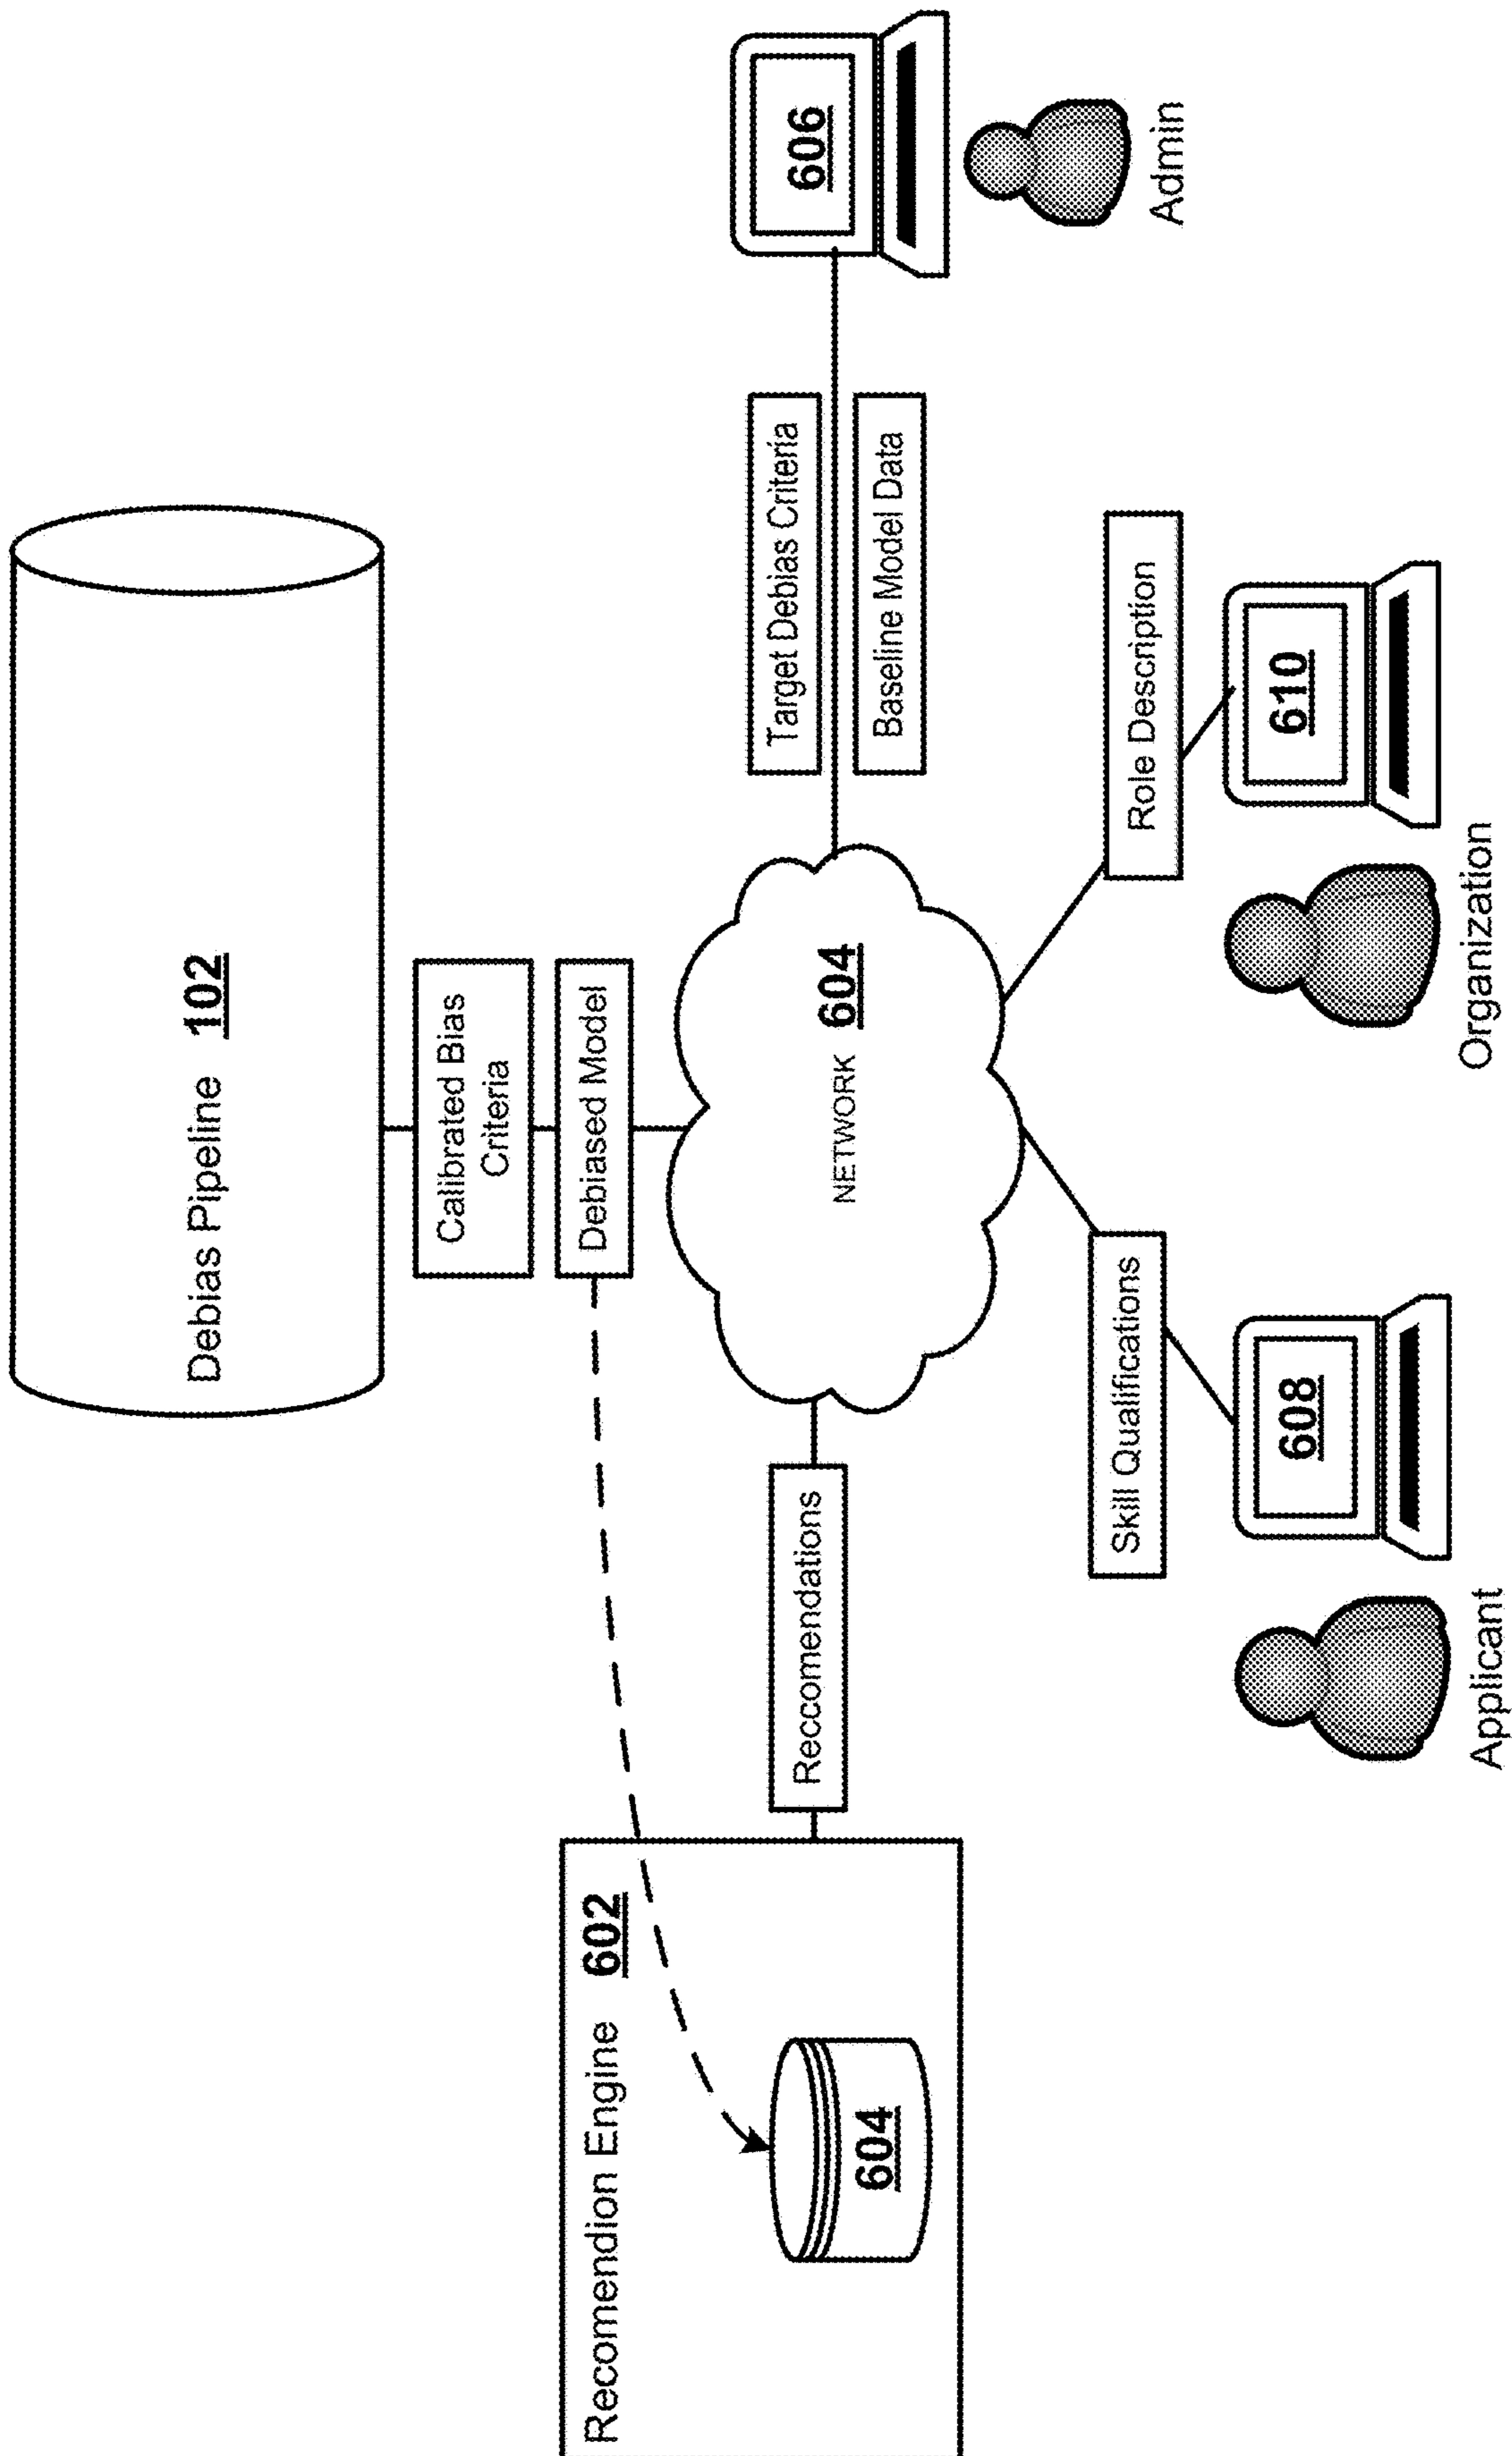 Debias Pipeline 102
Calibrated Bias
Criteria
Debiased Model
Recomendion Engine 602
604
Reccomendations
NETWORK 604
Target Debias Criteria
Baseline Model Data
606
Admin
Skill Qualifications
608
Applicant
Role Description
610
Organization